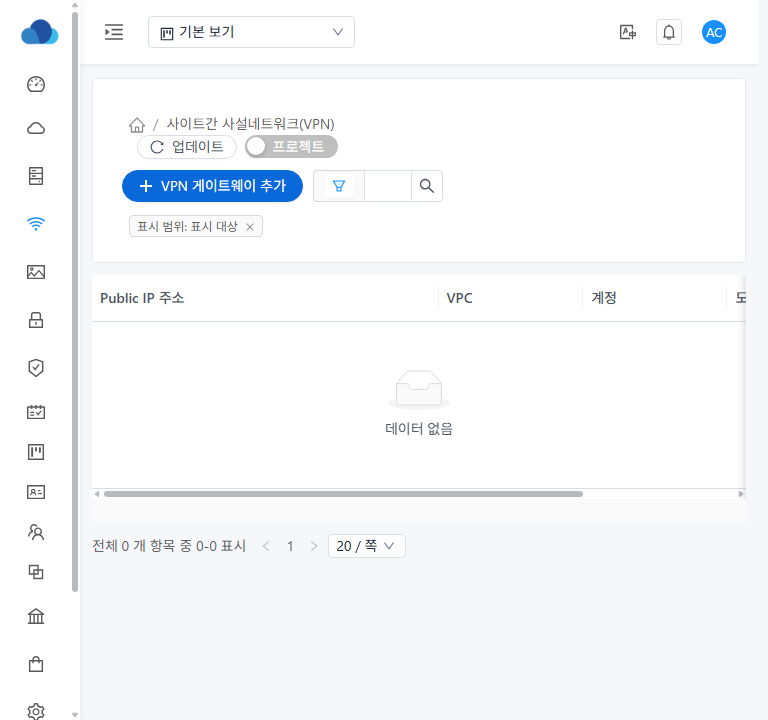 기본 보기
A
AC
/ 사이트간 사설네트워크(VPN)
업데이트 프로젝트
VPN 게이트웨이 추가
표시 범위: 표시 대상
Public IP 주소 VPC 계정 도
데이터 없음
전체 0 개 항목 중 0-0 표시 1 20 / 쪽